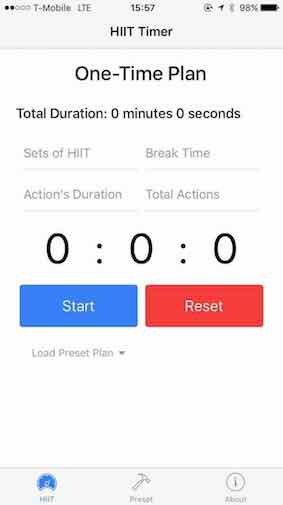 T-Mobile LTE 15:57 98%
HIIT Timer
One-Time Plan
Total Duration: 0 minutes 0 seconds
Sets of HIIT Break Time
Action's Duration Total Actions
0 : 0 : 0
Start Reset
Load Preset Plan
HIIT Preset About